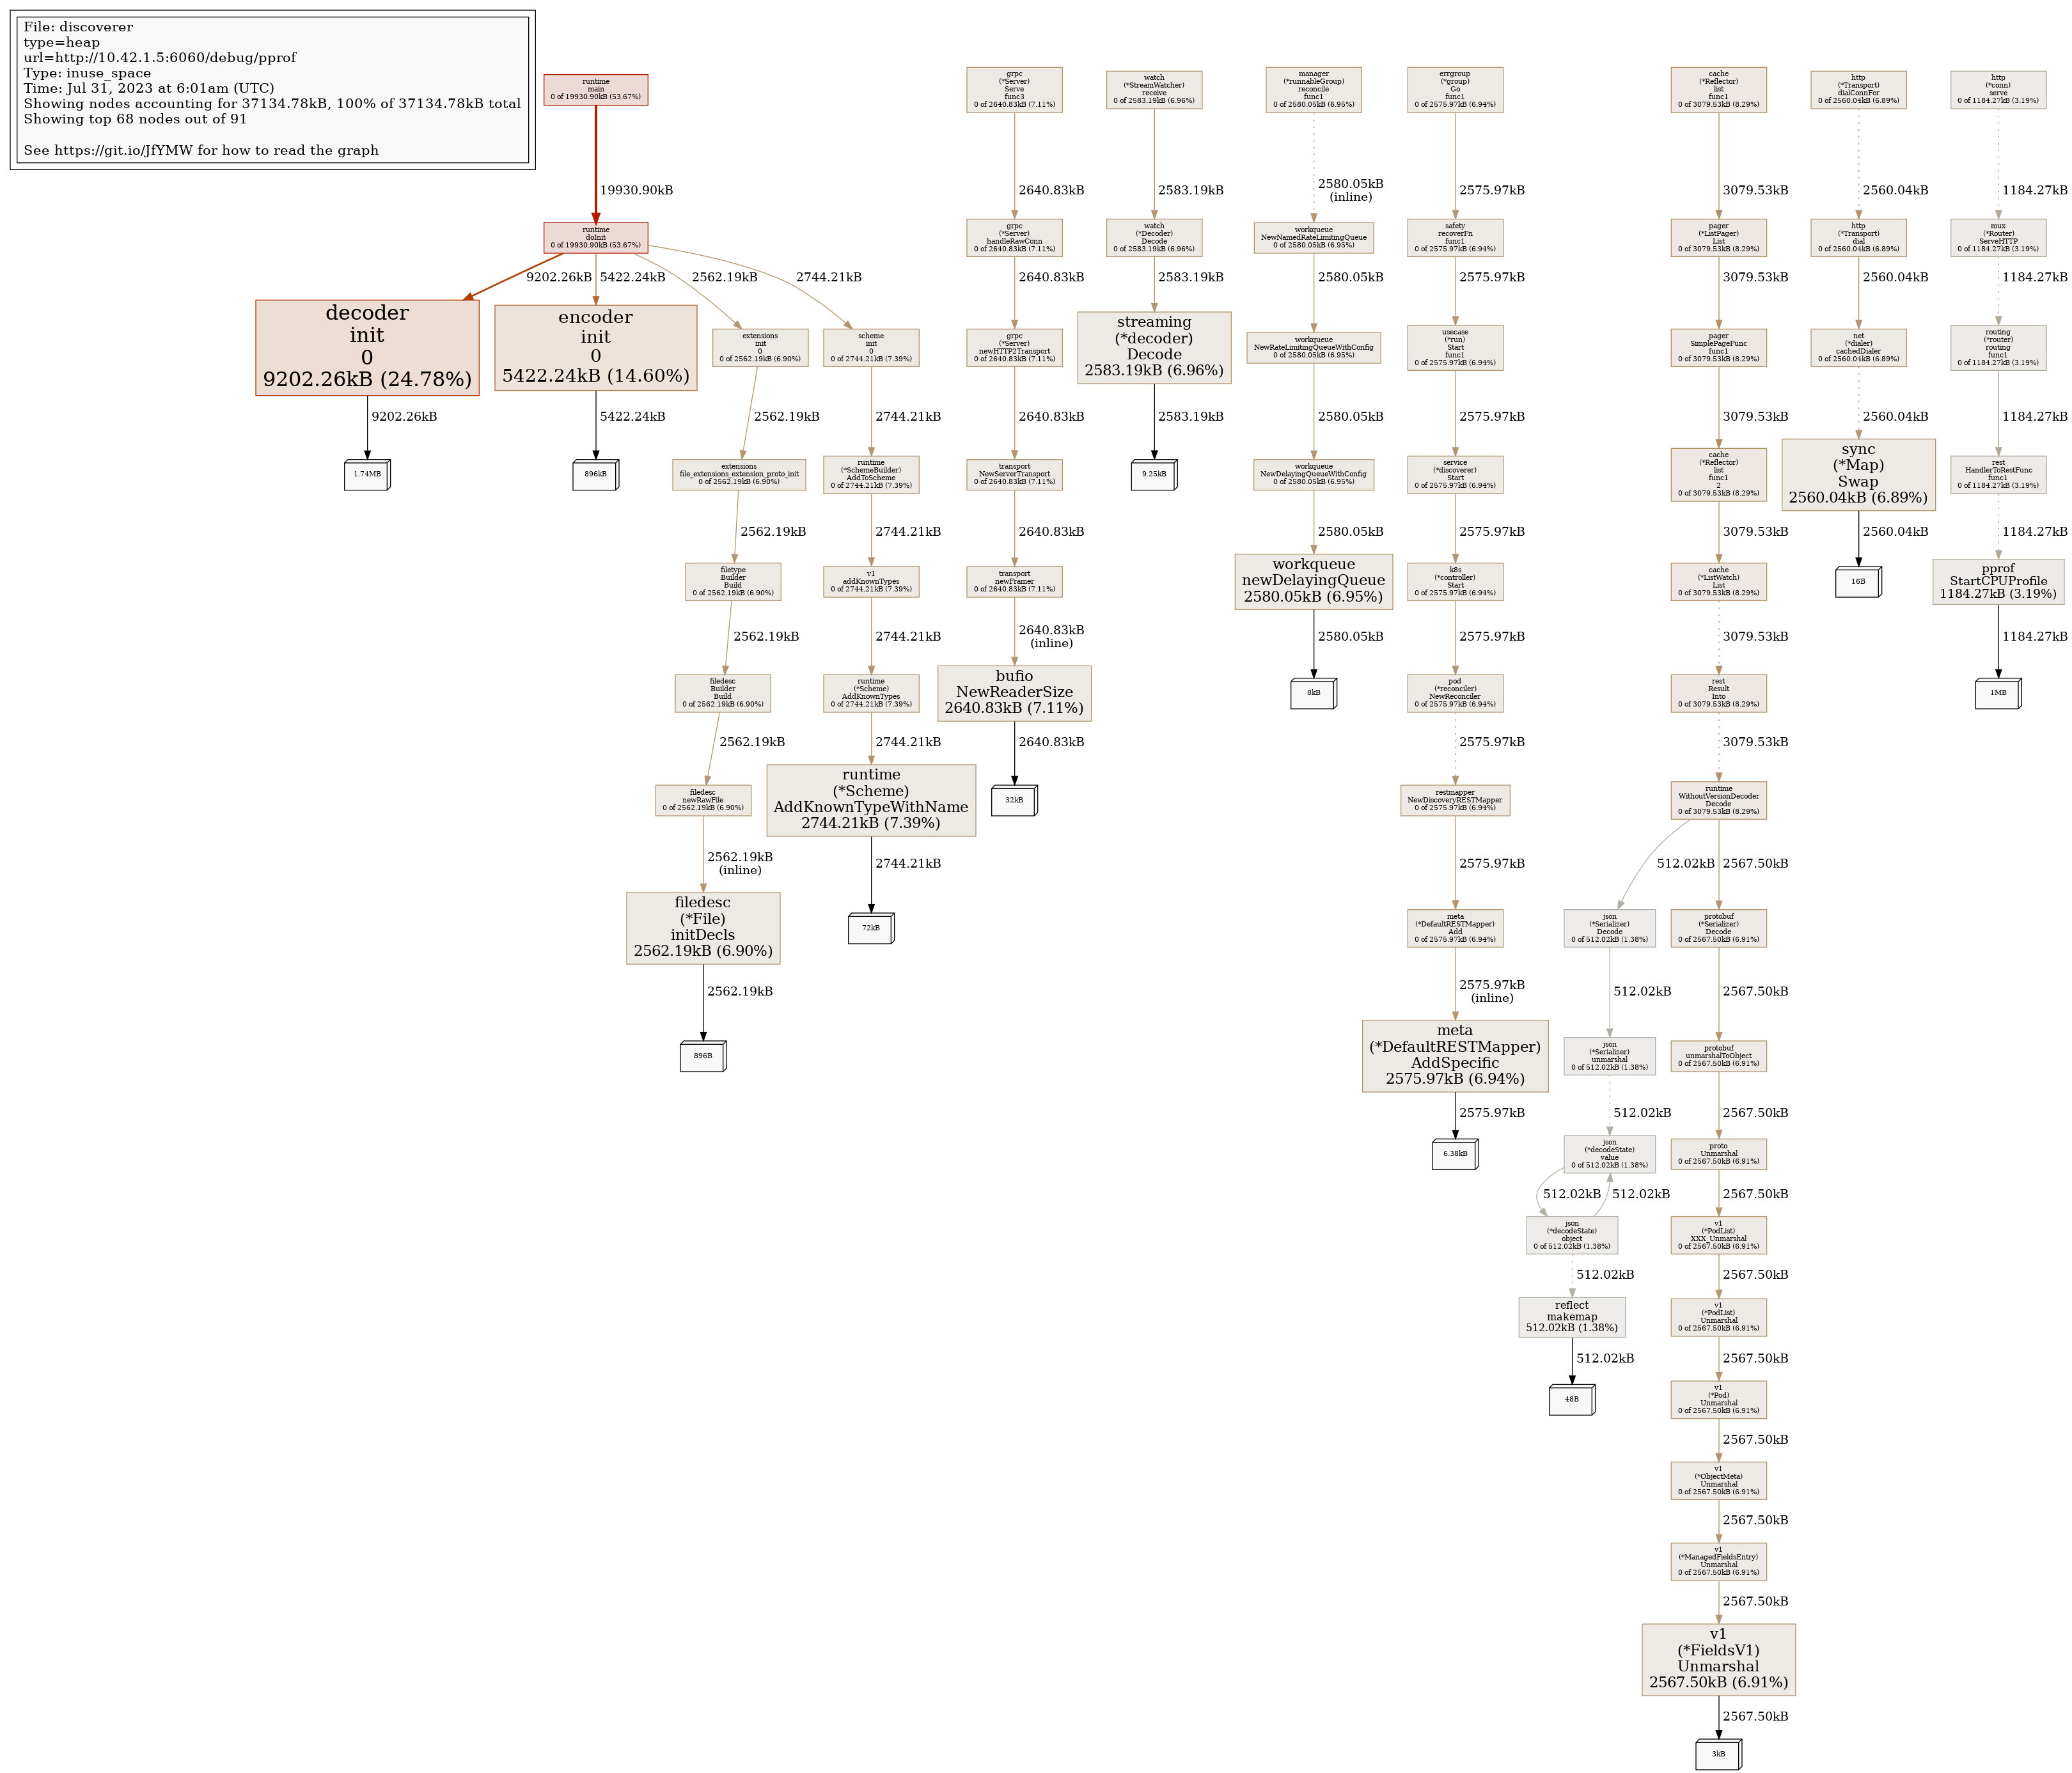 File: discoverer
type=heap
url=http://10.42.1.5:6060/debug/pprof
Type: inuse_space
Time: Jul 31, 2023 at 6:01am (UTC)
Showing nodes accounting for 37134.78kB, 100% of 37134.78kB total
Showing top 68 nodes out of 91
See https://git.io/JfYMW for how to read the graph
runtime
main
0 of 19930.90kB (53.67%)
19930.90kB
runtime
doInit
0 of 19930.90kB (53.67%)
9202.26kB
5422.24kB
2562.19kB
2744.21kB
decoder
init
0
9202.26kB (24.78%)
9202.26kB
1.74MB
encoder
init
0
5422.24kB (14.60%)
5422.24kB
896kB
extensions
init
0
0 of 2562.19kB (6.90%)
2562.19kB
extensions
file_extensions_extension_proto_init
0 of 2562.19kB (6.90%)
2562.19kB
filetype
Builder
Build
0 of 2562.19kB (6.90%)
2562.19kB
filedesc
Builder
Build
0 of 2562.19kB (6.90%)
2562.19kB
filedesc
newRawFile
0 of 2562.19kB (6.90%)
2562.19kB
(inline)
filedesc
(*File)
initDecls
2562.19kB (6.90%)
2562.19kB
896B
scheme
init
0
0 of 2744.21kB (7.39%)
2744.21kB
runtime
(*SchemeBuilder)
AddToScheme
0 of 2744.21kB (7.39%)
2744.21kB
v1
addKnownTypes
0 of 2744.21kB (7.39%)
2744.21kB
runtime
(*Scheme)
AddKnownTypes
0 of 2744.21kB (7.39%)
2744.21kB
runtime
(*Scheme)
AddKnownTypeWithName
2744.21kB (7.39%)
2744.21kB
72kB
grpc
(*Server)
Serve
func3
0 of 2640.83kB (7.11%)
2640.83kB
grpc
(*Server)
handleRawConn
0 of 2640.83kB (7.11%)
2640.83kB
grpc
(*Server)
newHTTP2Transport
0 of 2640.83kB (7.11%)
2640.83kB
transport
NewServerTransport
0 of 2640.83kB (7.11%)
2640.83kB
transport
newFramer
0 of 2640.83kB (7.11%)
2640.83kB
(inline)
bufio
NewReaderSize
2640.83kB (7.11%)
2640.83kB
32kB
watch
(*StreamWatcher)
receive
0 of 2583.19kB (6.96%)
2583.19kB
watch
(*Decoder)
Decode
0 of 2583.19kB (6.96%)
2583.19kB
streaming
(*decoder)
Decode
2583.19kB (6.96%)
2583.19kB
9.25kB
manager
(*runnableGroup)
reconcile
func1
0 of 2580.05kB (6.95%)
2580.05kB
(inline)
workqueue
NewNamedRateLimitingQueue
0 of 2580.05kB (6.95%)
2580.05kB
workqueue
NewRateLimitingQueueWithConfig
0 of 2580.05kB (6.95%)
2580.05kB
workqueue
NewDelayingQueueWithConfig
0 of 2580.05kB (6.95%)
2580.05kB
workqueue
newDelayingQueue
2580.05kB (6.95%)
2580.05kB
8kB
errgroup
(*group)
Go
func1
0 of 2575.97kB (6.94%)
2575.97kB
safety
recoverFn
func1
0 of 2575.97kB (6.94%)
2575.97kB
usecase
(*run)
Start
func1
0 of 2575.97kB (6.94%)
2575.97kB
service
(*discoverer)
Start
0 of 2575.97kB (6.94%)
2575.97kB
k8s
(*controller)
Start
0 of 2575.97kB (6.94%)
2575.97kB
pod
(*reconciler)
NewReconciler
0 of 2575.97kB (6.94%)
2575.97kB
restmapper
NewDiscoveryRESTMapper
0 of 2575.97kB (6.94%)
2575.97kB
meta
(*DefaultRESTMapper)
Add
0 of 2575.97kB (6.94%)
2575.97kB
(inline)
meta
(*DefaultRESTMapper)
AddSpecific
2575.97kB (6.94%)
2575.97kB
6.38kB
cache
(*Reflector)
list
func1
0 of 3079.53kB (8.29%)
3079.53kB
pager
(*ListPager)
List
0 of 3079.53kB (8.29%)
3079.53kB
pager
SimplePageFunc
func1
0 of 3079.53kB (8.29%)
3079.53kB
cache
(*Reflector)
list
func1
2
0 of 3079.53kB (8.29%)
3079.53kB
cache
(*ListWatch)
List
0 of 3079.53kB (8.29%)
3079.53kB
rest
Result
Into
0 of 3079.53kB (8.29%)
3079.53kB
runtime
WithoutVersionDecoder
Decode
0 of 3079.53kB (8.29%)
512.02kB
2567.50kB
json
(*Serializer)
Decode
0 of 512.02kB (1.38%)
512.02kB
json
(*Serializer)
unmarshal
0 of 512.02kB (1.38%)
512.02kB
json
(*decodeState)
value
0 of 512.02kB (1.38%)
512.02kB
512.02kB
json
(*decodeState)
object
0 of 512.02kB (1.38%)
512.02kB
reflect
makemap
512.02kB (1.38%)
512.02kB
48B
protobuf
(*Serializer)
Decode
0 of 2567.50kB (6.91%)
2567.50kB
protobuf
unmarshalToObject
0 of 2567.50kB (6.91%)
2567.50kB
proto
Unmarshal
0 of 2567.50kB (6.91%)
2567.50kB
v1
(*PodList)
XXX_Unmarshal
0 of 2567.50kB (6.91%)
2567.50kB
v1
(*PodList)
Unmarshal
0 of 2567.50kB (6.91%)
2567.50kB
v1
(*Pod)
Unmarshal
0 of 2567.50kB (6.91%)
2567.50kB
v1
(*ObjectMeta)
Unmarshal
0 of 2567.50kB (6.91%)
2567.50kB
v1
(*ManagedFieldsEntry)
Unmarshal
0 of 2567.50kB (6.91%)
2567.50kB
v1
(*FieldsV1)
Unmarshal
2567.50kB (6.91%)
2567.50kB
3kB
http
(*Transport)
dialConnFor
0 of 2560.04kB (6.89%)
2560.04kB
http
(*Transport)
dial
0 of 2560.04kB (6.89%)
2560.04kB
net
(*dialer)
cachedDialer
0 of 2560.04kB (6.89%)
2560.04kB
sync
(*Map)
Swap
2560.04kB (6.89%)
2560.04kB
16B
http
(*conn)
serve
0 of 1184.27kB (3.19%)
1184.27kB
mux
(*Router)
ServeHTTP
0 of 1184.27kB (3.19%)
1184.27kB
routing
(*router)
routing
func1
0 of 1184.27kB (3.19%)
1184.27kB
rest
HandlerToRestFunc
func1
0 of 1184.27kB (3.19%)
1184.27kB
pprof
StartCPUProfile
1184.27kB (3.19%)
1184.27kB
1MB